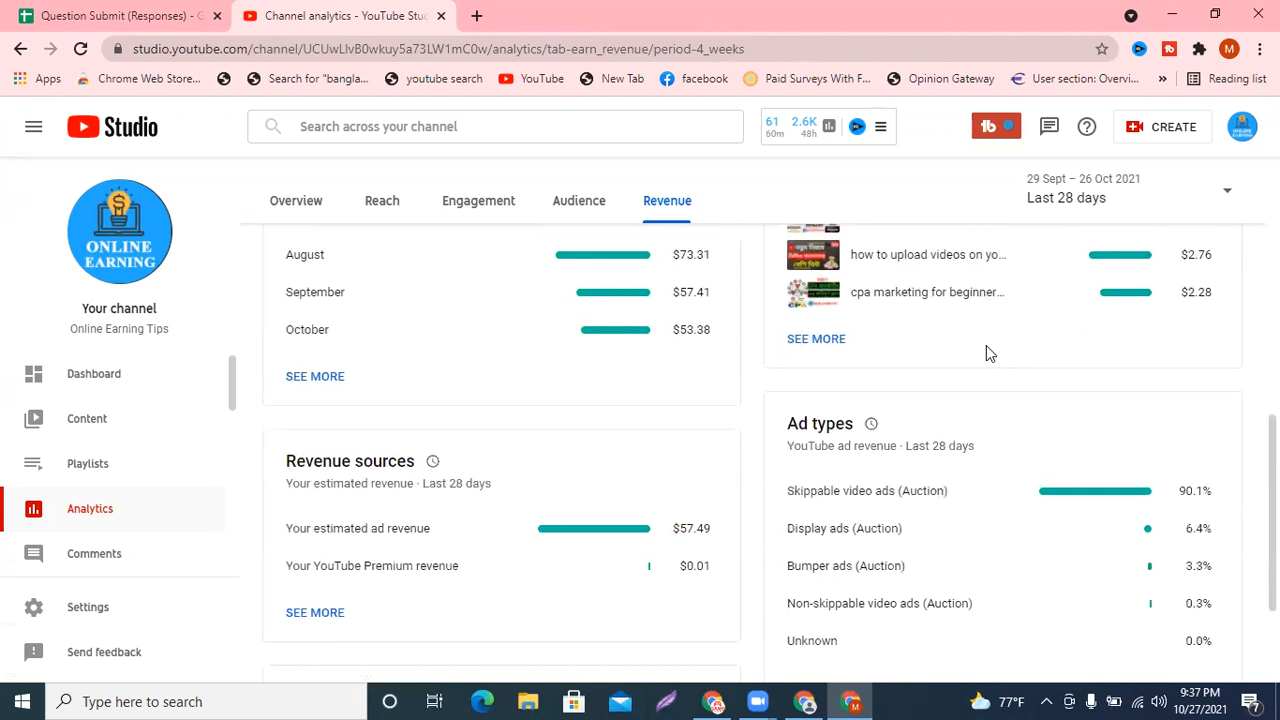 Question Submit (Responses) - G
Channel analytics - YouTube Stu
studio.youtube.com/channel/UCUwLlvB0wkuy5a73LW1mC0w/analytics/tab-earn_revenue/period-4_weeks
M
Apps
Chrome Web Store...
Search for "bangla...
youtube search
YouTube
New Tab
facebook
Paid Surveys With F...
Opinion Gateway
User section: Overvi...
»
Reading list
Studio
Search across your channel
61
60m
2.6K
48h
tb
CREATE
ONLINE
EARNING
Your channel
Online Earning Tips
Dashboard
Content
Playlists
Analytics
Comments
Settings
Send feedback
Overview
Reach
Engagement
Audience
Revenue
29 Sept – 26 Oct 2021
Last 28 days
August $73.31
September $57.41
October $53.38
SEE MORE
how to upload videos on yo... $2.76
cpa marketing for beginner... $2.28
SEE MORE
Revenue sources
Your estimated revenue · Last 28 days
Your estimated ad revenue $57.49
Your YouTube Premium revenue $0.01
SEE MORE
Ad types
YouTube ad revenue · Last 28 days
Skippable video ads (Auction) 90.1%
Display ads (Auction) 6.4%
Bumper ads (Auction) 3.3%
Non-skippable video ads (Auction) 0.3%
Unknown 0.0%
Type here to search
77°F
9:37 PM
10/27/2021
7